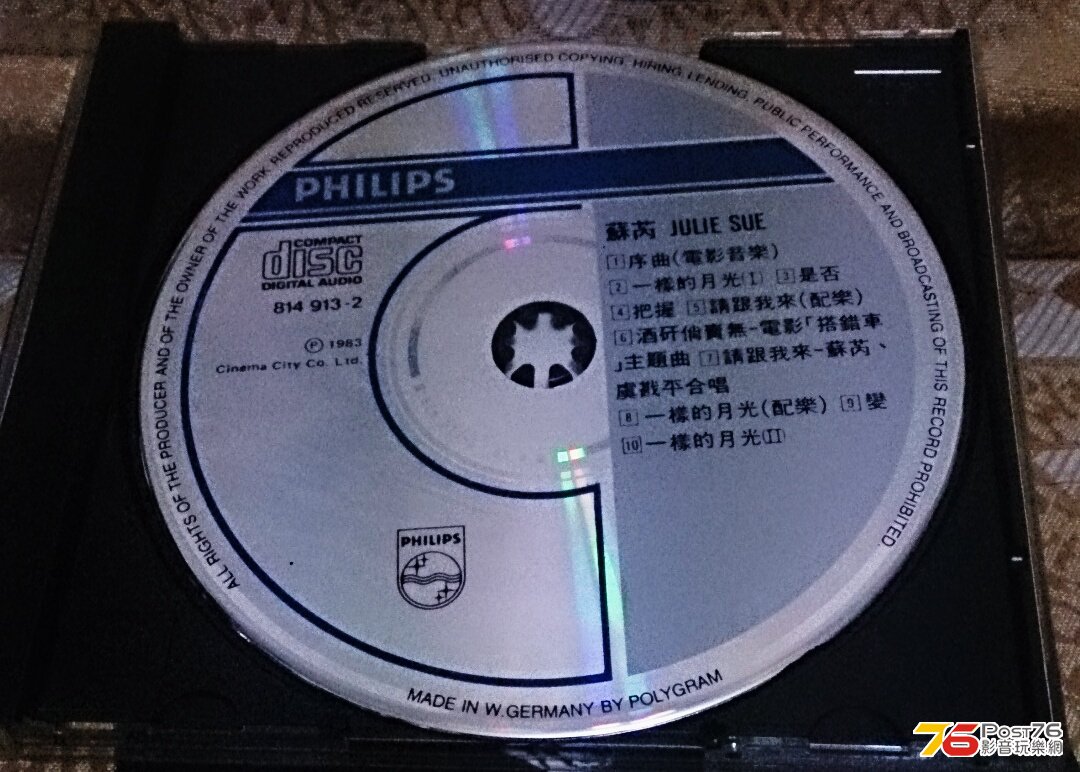 ALL RIGHTS OF THE PRODUCER AND OF THE OWNER OF THE WORK REPRODUCED RESERVED. UNAUTHORISED COPYING, HIRING, LENDING, PUBLIC PERFORMANCE AND BROADCASTING OF THIS RECORD PROHIBITED
PHILIPS
COMPACT
disc
DIGITAL AUDIO
814 913-2
Ⓟ 1983
Cinema City Co. Ltd.
蘇芮 JULIE SUE
1序曲(電影音樂)
2一樣的月光(I) 3是否
4把握 5請跟我來(配樂)
6酒矸倘賣無-電影「搭錯車
」主題曲 7請跟我來-蘇芮、
虞戡平合唱
8一樣的月光(配樂) 9變
10一樣的月光(II)
PHILIPS
MADE IN W.GERMANY BY POLYGRAM
76 POST76
影音玩樂網